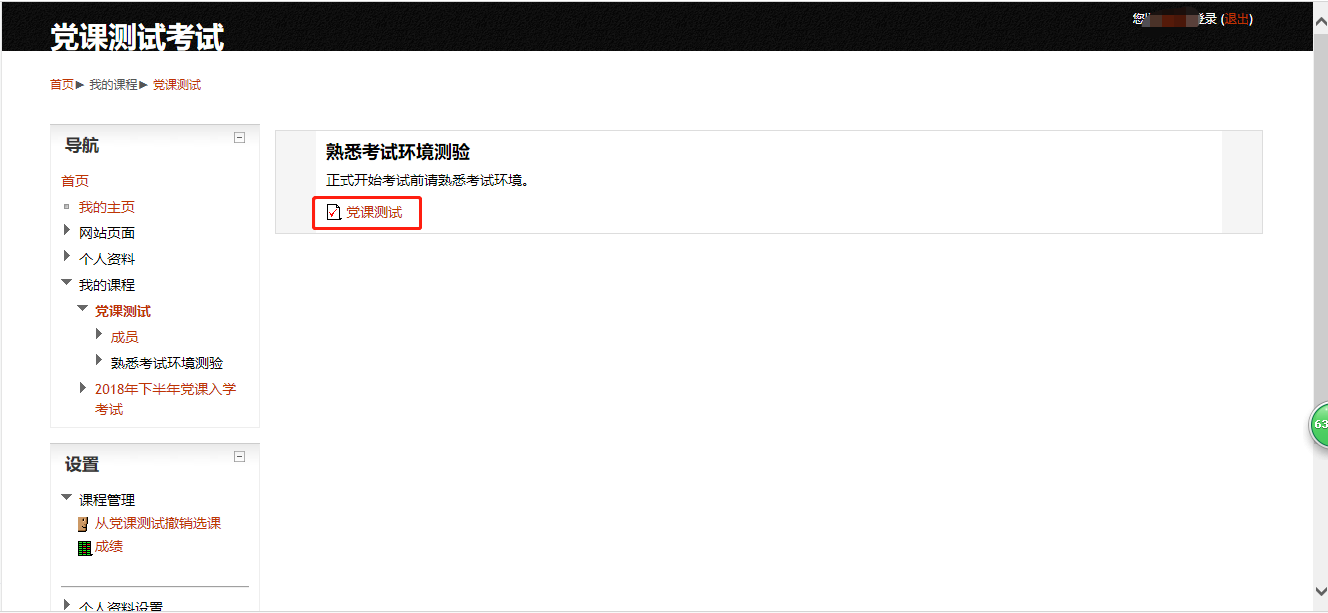 党课测试考试
您 登录 (退出)
首页▶ 我的课程▶ 党课测试
导航
首页
我的主页
网站页面
个人资料
我的课程
党课测试
成员
熟悉考试环境测验
2018年下半年党课入学
考试
设置
课程管理
从党课测试撤销选课
成绩
个人资料设置
熟悉考试环境测验
正式开始考试前请熟悉考试环境。
党课测试
63